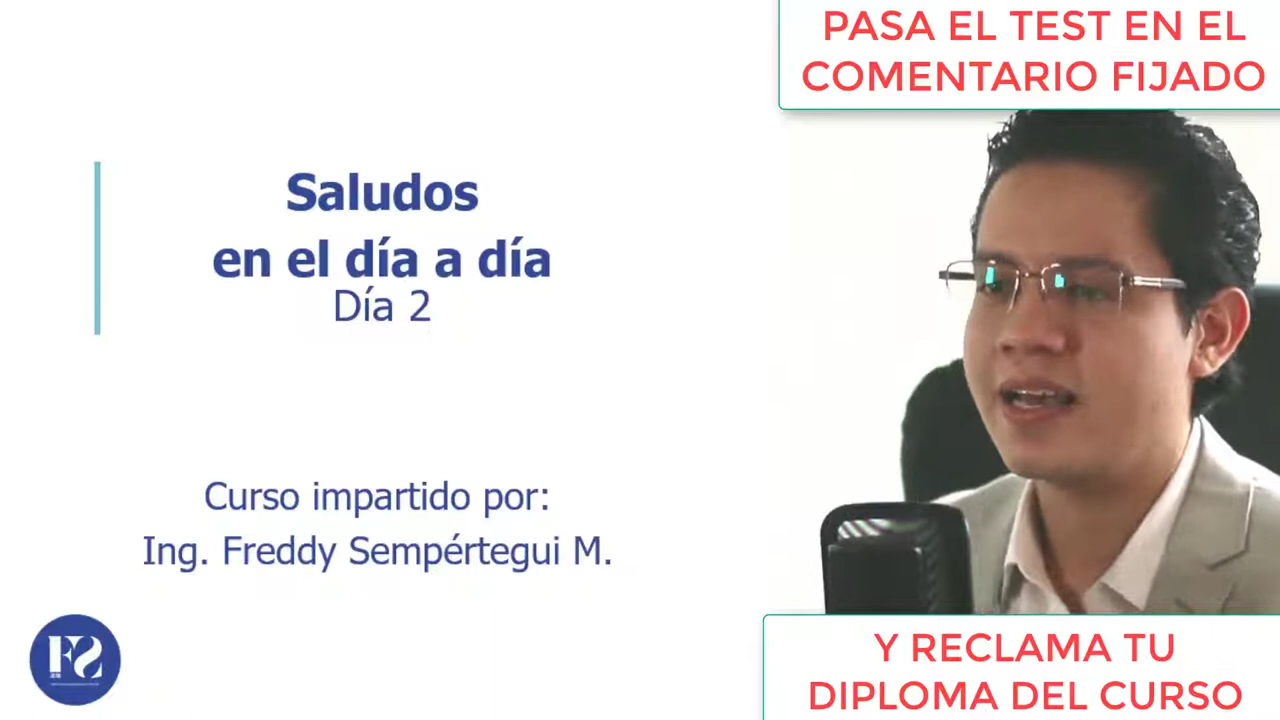 PASA EL TEST EN EL
COMENTARIO FIJADO
Saludos
en el día a día
Día 2
Curso impartido por:
Ing. Freddy Sempértegui M.
FS
Y RECLAMA TU
DIPLOMA DEL CURSO